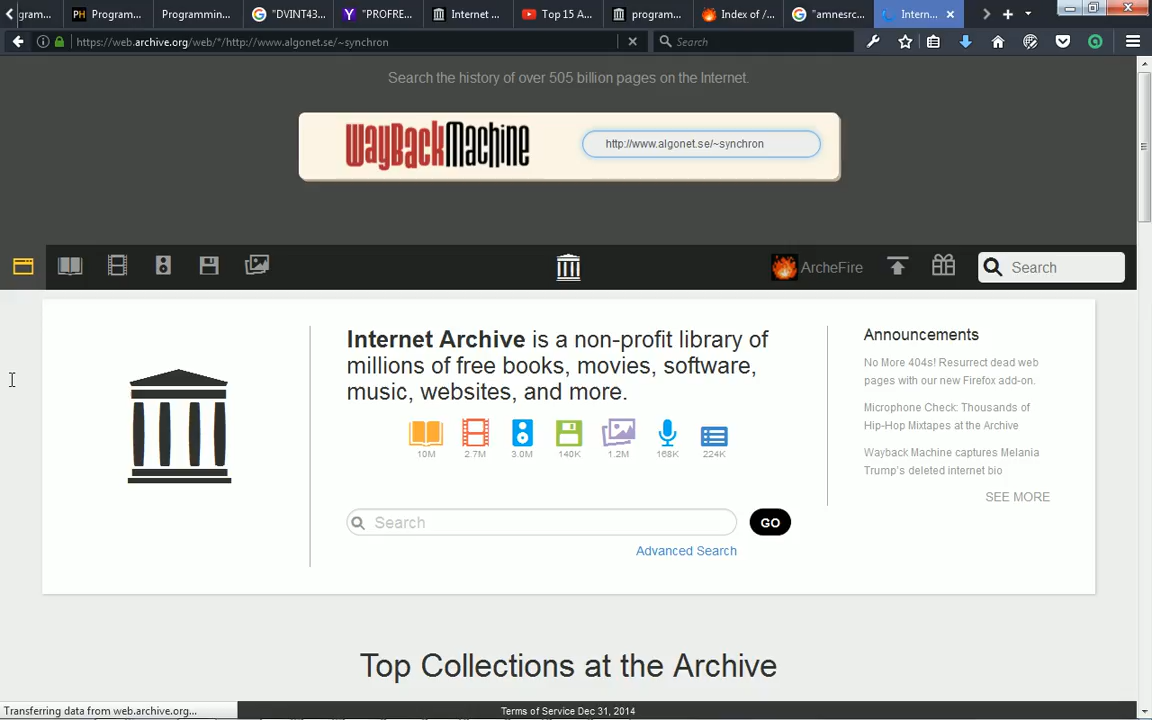 gram...
Program...
Programmin...
"DVINT43...
"PROFRE...
Internet ...
Top 15 A...
program...
Index of /...
"amnesrc...
Intern...
https://web.archive.org/web/*/http://www.algonet.se/~synchron
Search
Search the history of over 505 billion pages on the Internet.
WayBackMachine
http://www.algonet.se/~synchron
ArcheFire
Search
Internet Archive is a non-profit library of
millions of free books, movies, software,
music, websites, and more.
10M
2.7M
3.0M
140K
1.2M
168K
224K
Search
GO
Advanced Search
Announcements
No More 404s! Resurrect dead web
pages with our new Firefox add-on.
Microphone Check: Thousands of
Hip-Hop Mixtapes at the Archive
Wayback Machine captures Melania
Trump's deleted internet bio
SEE MORE
Top Collections at the Archive
Transferring data from web.archive.org...
Terms of Service Dec 31, 2014